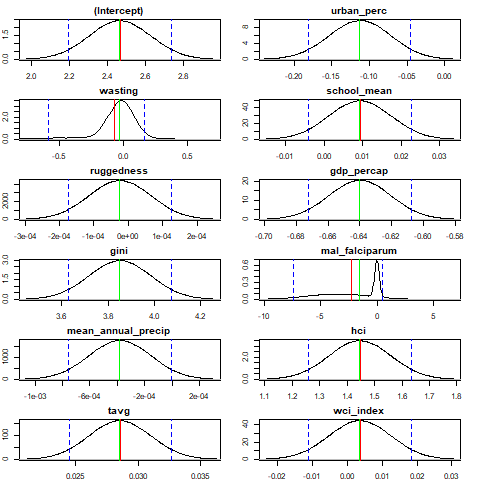 (Intercept)
urban_perc
0.0 1.5
0 4 8
2.0 2.2 2.4 2.6 2.8
-0.20 -0.15 -0.10 -0.05 0.00
wasting
school_mean
0.0 2.0
0 20 40
-0.5 0.0 0.5
-0.01 0.00 0.01 0.02 0.03
ruggedness
gdp_percap
0 2000
0 10 20
-3e-04 -2e-04 -1e-04 0e+00 1e-04 2e-04
-0.70 -0.68 -0.66 -0.64 -0.62 -0.60 -0.58
gini
mal_falciparum
0.0 1.5 3.0
0.0 0.3 0.6
3.6 3.8 4.0 4.2
-10 -5 0 5
mean_annual_precip
hci
0 1000
0.0 2.0
-1e-03 -6e-04 -2e-04 2e-04
1.1 1.2 1.3 1.4 1.5 1.6 1.7 1.8
tavg
wci_index
0 100
0 20 40
0.025 0.030 0.035
-0.02 -0.01 0.00 0.01 0.02 0.03